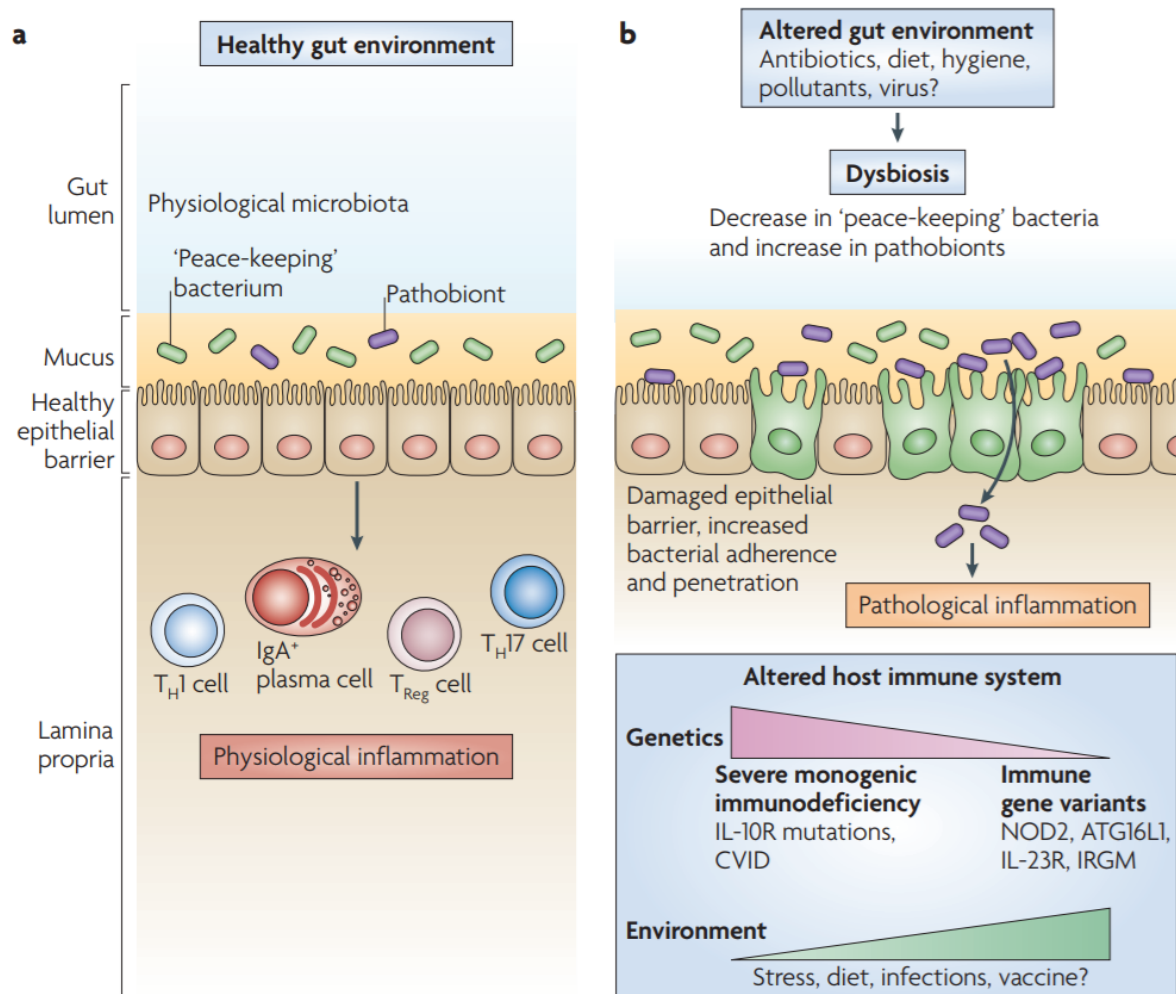 a
Healthy gut environment
Gut
lumen
Physiological microbiota
‘Peace-keeping’
bacterium
Pathobiont
Mucus
Healthy
epithelial
barrier
T_H1 cell
IgA⁺
plasma cell
T_Reg cell
T_H17 cell
Lamina
propria
Physiological inflammation
b
Altered gut environment
Antibiotics, diet, hygiene,
pollutants, virus?
Dysbiosis
Decrease in ‘peace-keeping’ bacteria
and increase in pathobionts
Damaged epithelial
barrier, increased
bacterial adherence
and penetration
Pathological inflammation
Altered host immune system
Genetics
Severe monogenic
immunodeficiency
IL-10R mutations,
CVID
Immune
gene variants
NOD2, ATG16L1,
IL-23R, IRGM
Environment
Stress, diet, infections, vaccine?